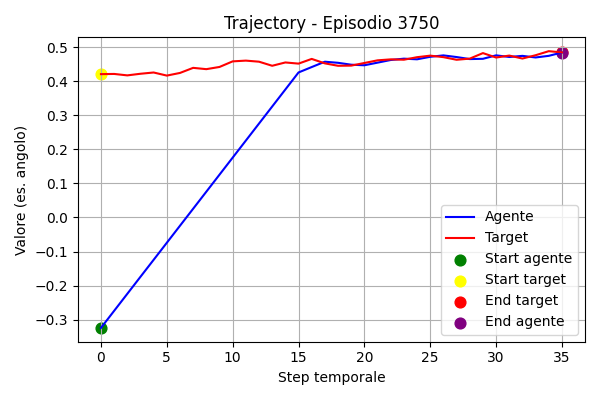 Trajectory - Episodio 3750
Valore (es. angolo)
0.5
0.4
0.3
0.2
0.1
0.0
−0.1
−0.2
−0.3
Agente
Target
Start agente
Start target
End target
End agente
0 5 10 15 20 25 30 35
Step temporale